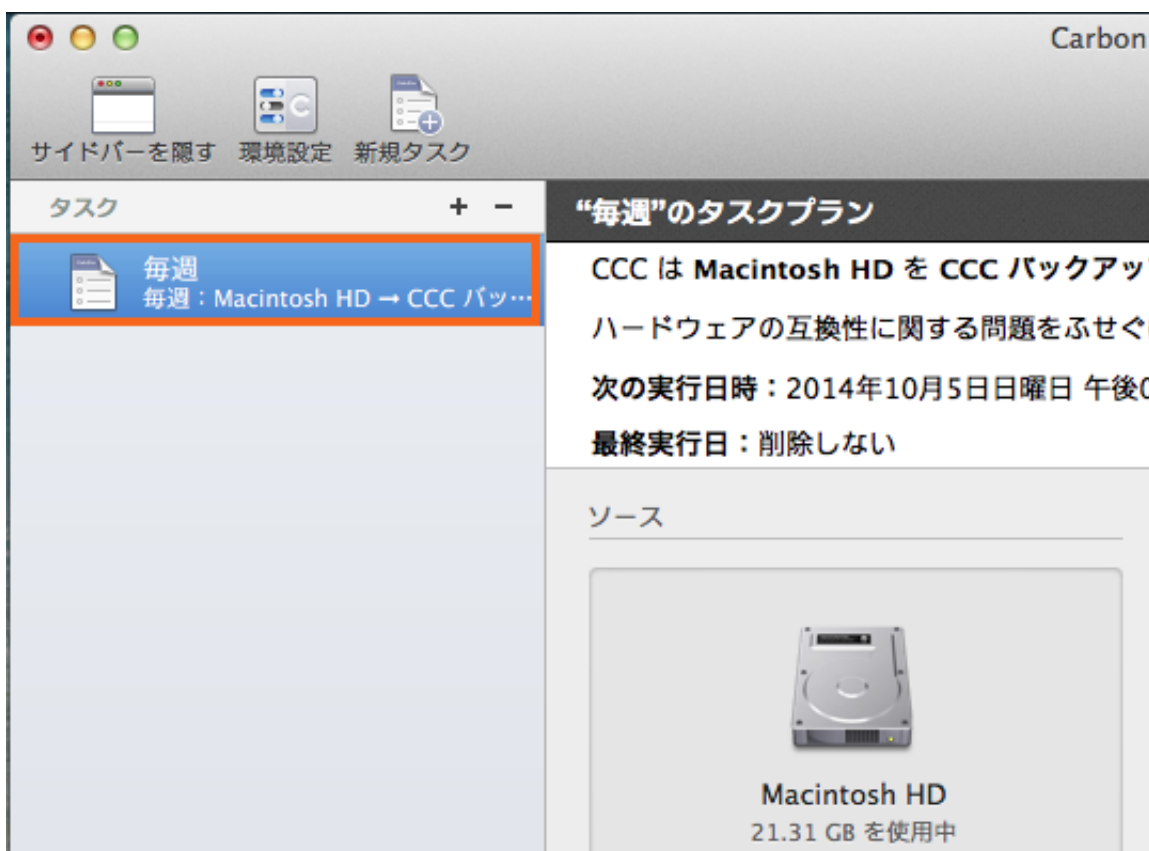 Carbon
サイドバーを隠す 環境設定 新規タスク
タスク + −
毎週
毎週：Macintosh HD → CCC バッ…
“毎週”のタスクプラン
CCC は Macintosh HD を CCC バックアッ
ハードウェアの互換性に関する問題をふせぐ
次の実行日時：2014年10月5日日曜日 午後0
最終実行日：削除しない
ソース
Macintosh HD
21.31 GB を使用中